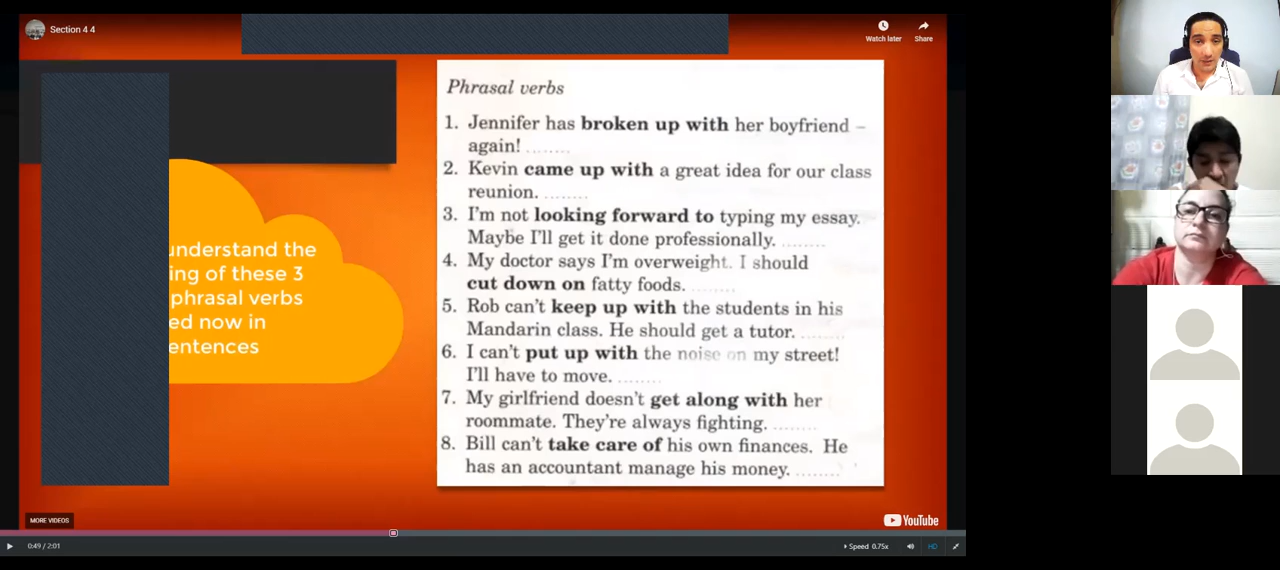 Section 4 4
Watch later
Share
Phrasal verbs
1. Jennifer has broken up with her boyfriend –
again! ........
2. Kevin came up with a great idea for our class
reunion. ........
3. I'm not looking forward to typing my essay.
Maybe I'll get it done professionally. ........
4. My doctor says I'm overweight. I should
cut down on fatty foods. ........
5. Rob can't keep up with the students in his
Mandarin class. He should get a tutor. ........
6. I can't put up with the noise on my street!
I'll have to move. ........
7. My girlfriend doesn't get along with her
roommate. They're always fighting. ........
8. Bill can't take care of his own finances. He
has an accountant manage his money. ........
understand the
of these 3
phrasal verbs
now in
MORE VIDEOS
YouTube
0:49 / 2:01
Speed 0.75x
HD